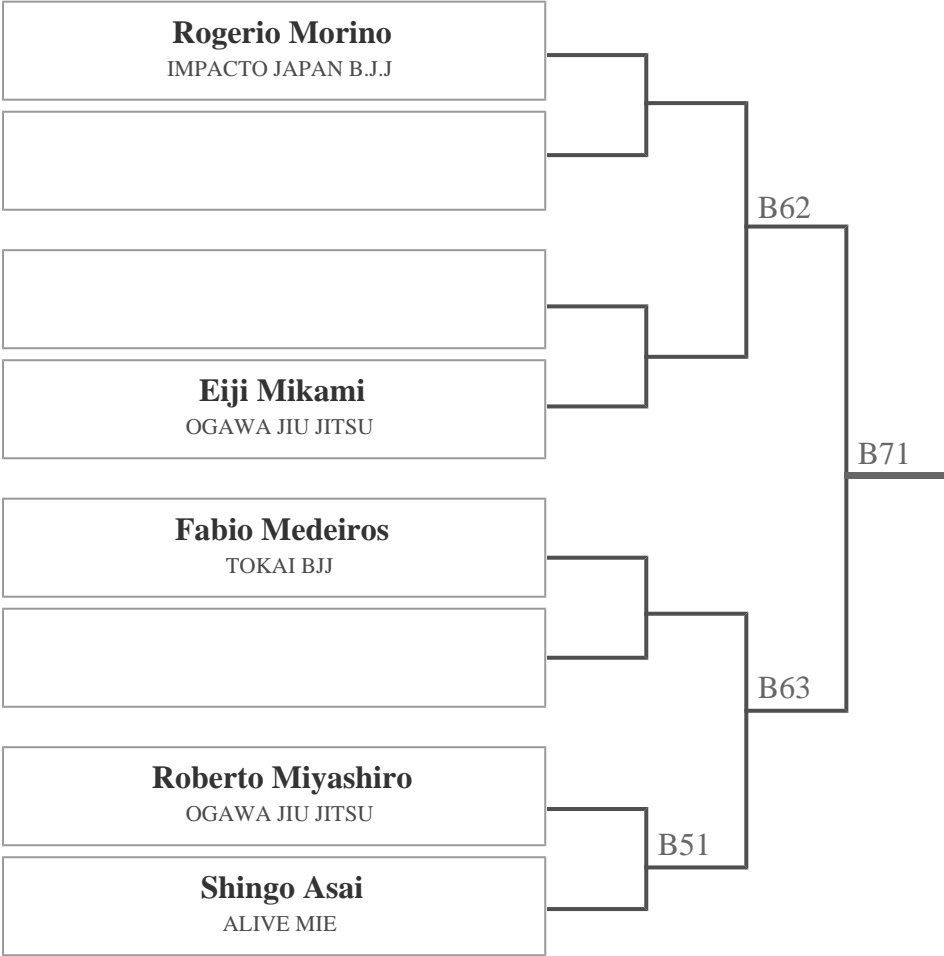 Rogerio Morino
IMPACTO JAPAN B.J.J
B62
Eiji Mikami
OGAWA JIU JITSU
B71
Fabio Medeiros
TOKAI BJJ
B63
Roberto Miyashiro
OGAWA JIU JITSU
B51
Shingo Asai
ALIVE MIE